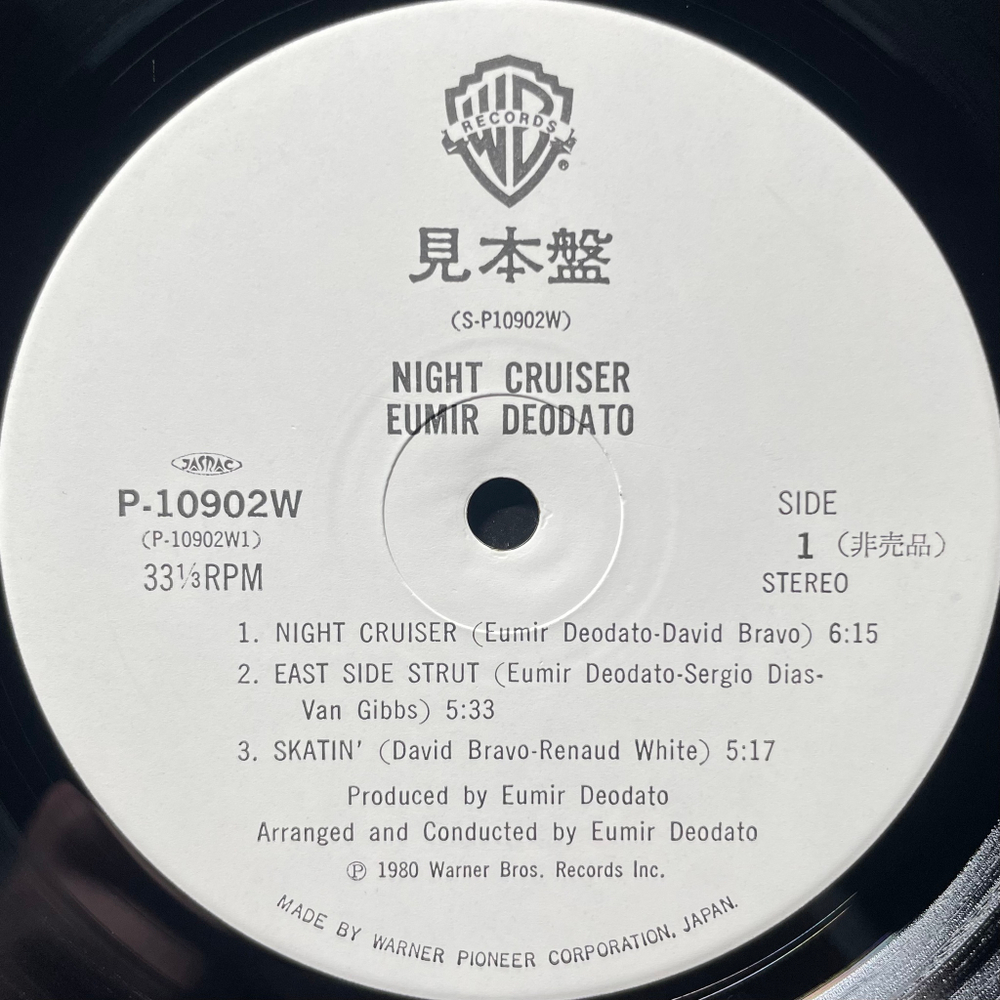 WB
RECORDS
®
見本盤
(S-P10902W)
NIGHT CRUISER
EUMIR DEODATO
JASRAC
P-10902W
(P-10902W1)
33⅓RPM
SIDE
1 (非売品)
STEREO
1. NIGHT CRUISER (Eumir Deodato-David Bravo) 6:15
2. EAST SIDE STRUT (Eumir Deodato-Sergio Dias-
Van Gibbs) 5:33
3. SKATIN' (David Bravo-Renaud White) 5:17
Produced by Eumir Deodato
Arranged and Conducted by Eumir Deodato
℗ 1980 Warner Bros. Records Inc.
MADE BY WARNER PIONEER CORPORATION, JAPAN.